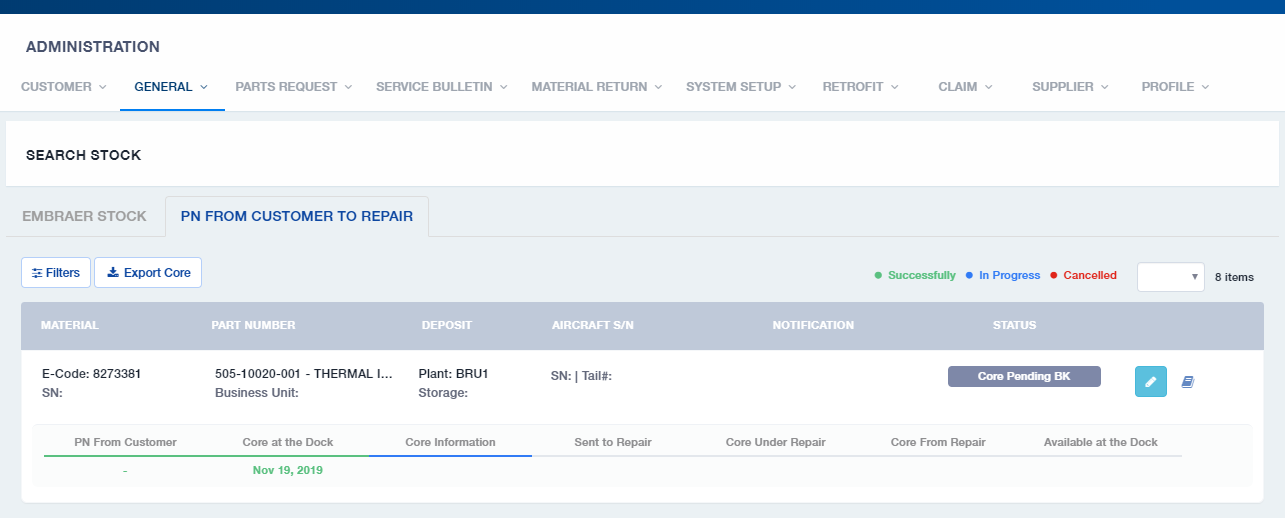 ADMINISTRATION
CUSTOMER GENERAL PARTS REQUEST SERVICE BULLETIN MATERIAL RETURN SYSTEM SETUP RETROFIT CLAIM SUPPLIER PROFILE
SEARCH STOCK
EMBRAER STOCK PN FROM CUSTOMER TO REPAIR
Filters Export Core Successfully In Progress Cancelled 8 items
MATERIAL PART NUMBER DEPOSIT AIRCRAFT S/N NOTIFICATION STATUS
E-Code: 8273381 505-10020-001 - THERMAL I... Plant: BRU1 SN: | Tail#: Core Pending BK
SN: Business Unit: Storage:
PN From Customer Core at the Dock Core Information Sent to Repair Core Under Repair Core From Repair Available at the Dock
- Nov 19, 2019